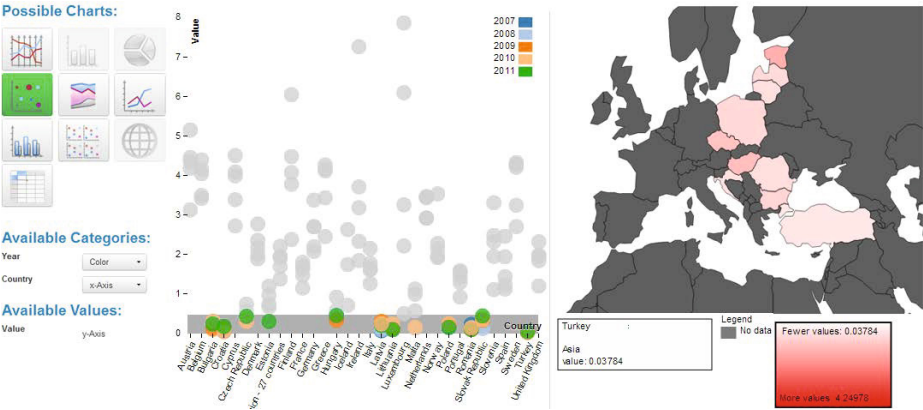 Possible Charts:
Available Categories:
Year
Color
Country
x-Axis
Available Values:
Value
y-Axis
Value
8
7
6
5
4
3
2
1
0
2007
2008
2009
2010
2011
Country
Austria
Belgium
Bulgaria
Croatia
Cyprus
Czech Republic
Denmark
Estonia
ion - 27 countries
Finland
France
Germany
Greece
Hungary
Iceland
Ireland
Italy
Latvia
Lithuania
Luxembourg
Malta
Netherlands
Norway
Poland
Portugal
Romania
Slovak Republic
Slovenia
Spain
Sweden
Turkey
United Kingdom
Turkey :
Asia
value: 0.03784
Legend
No data
Fewer values: 0.03784
More values 4.24978